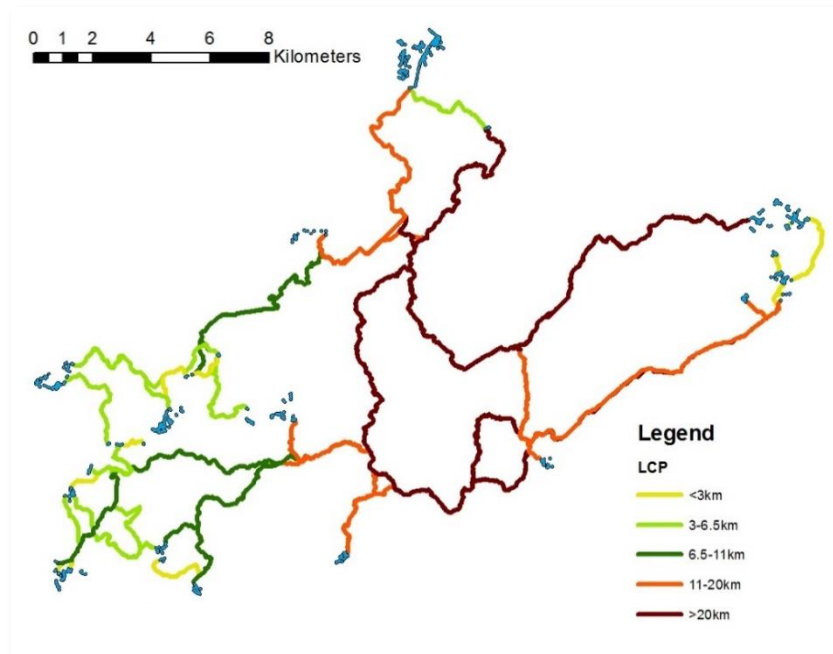 0 1 2 4 6 8
Kilometers
Legend
LCP
<3km
3-6.5km
6.5-11km
11-20km
>20km